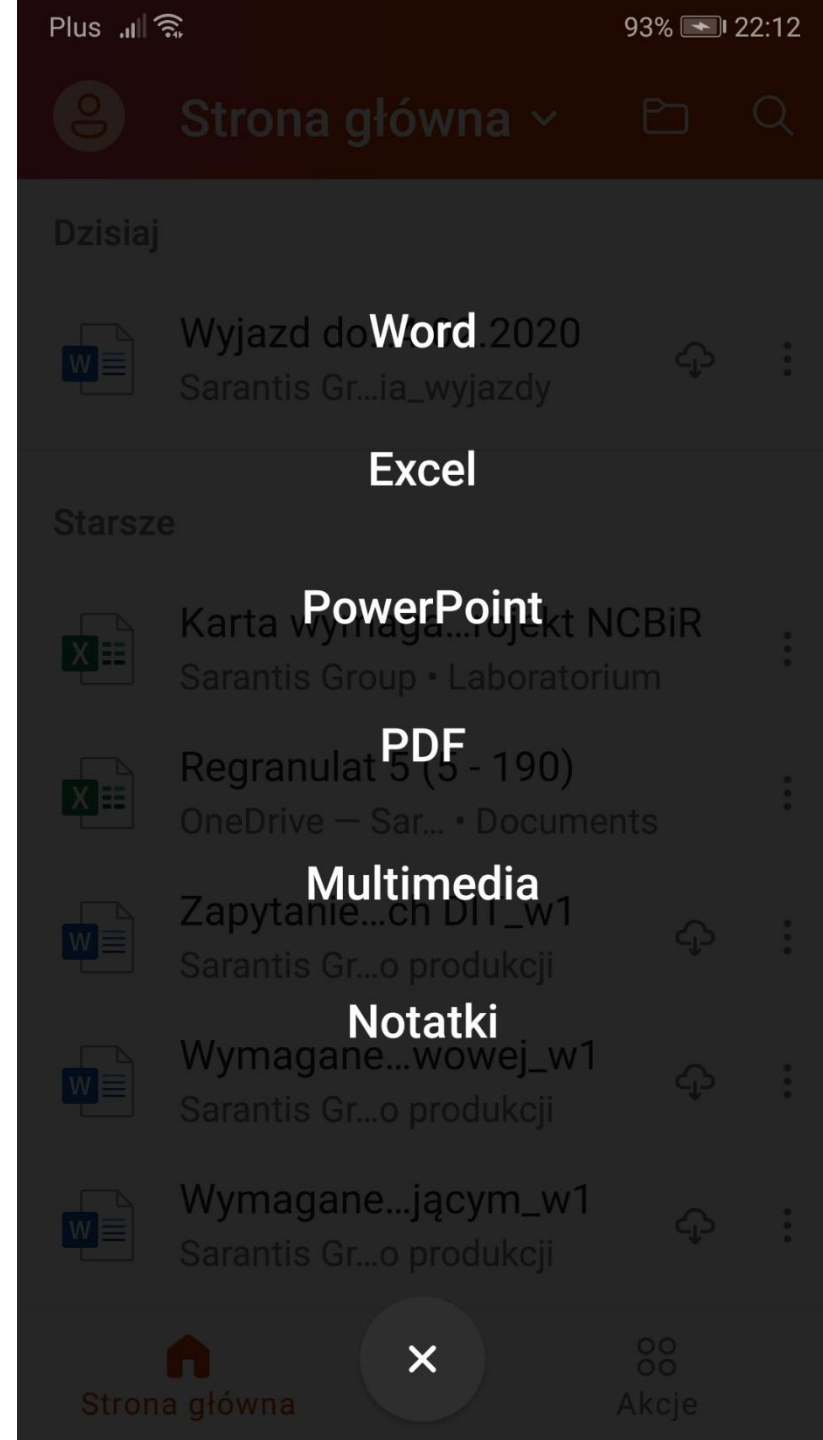 Plus 93% 22:12
Strona główna
Dzisiaj
Wyjazd do .2020
Word
Sarantis Gr...ia_wyjazdy
Excel
Starsze
PowerPoint
Karta wymaga...rojekt NCBiR
Sarantis Group • Laboratorium
PDF
Regranulat 5 (5 - 190)
OneDrive — Sar... • Documents
Multimedia
Zapytanie...ch DIT_w1
Sarantis Gr...o produkcji
Notatki
Wymagane...wowej_w1
Sarantis Gr...o produkcji
Wymagane...jącym_w1
Sarantis Gr...o produkcji
Strona główna
Akcje